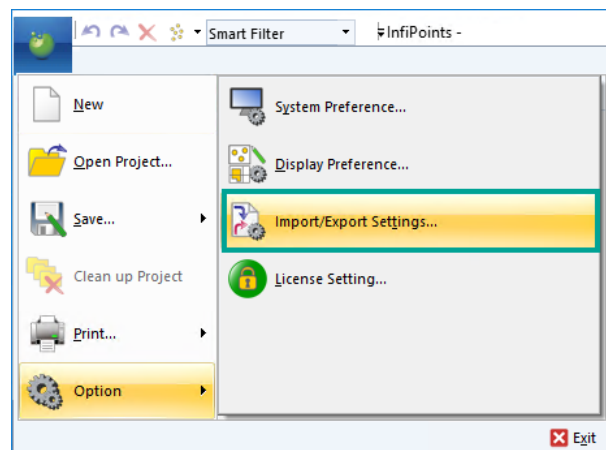 Smart Filter
InfiPoints -
New
Open Project...
Save...
Clean up Project
Print...
Option
System Preference...
Display Preference...
Import/Export Settings...
License Setting...
Exit